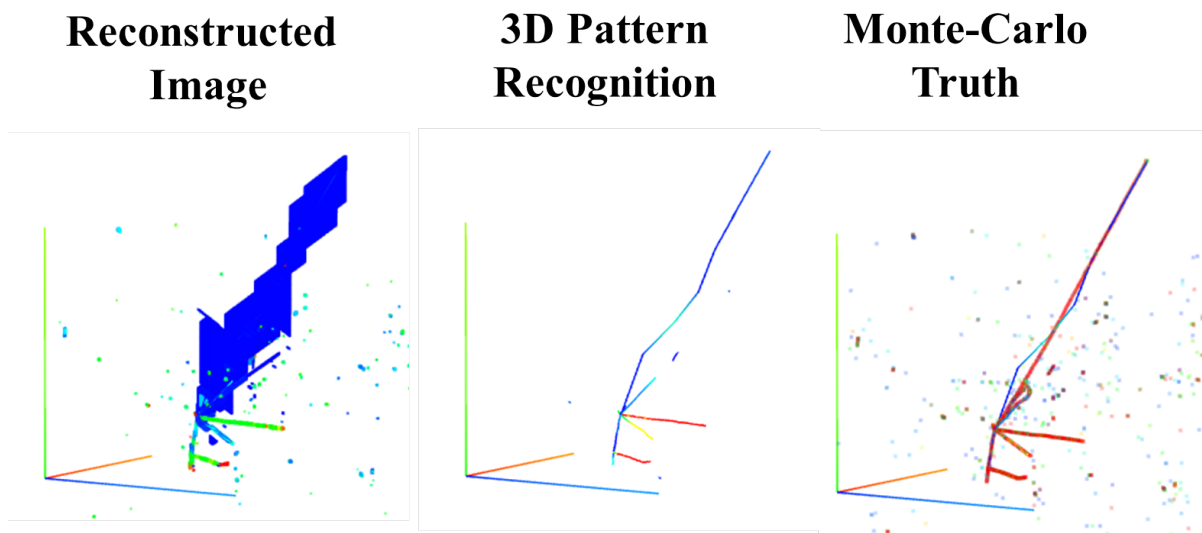 Reconstructed
Image
3D Pattern
Recognition
Monte-Carlo
Truth